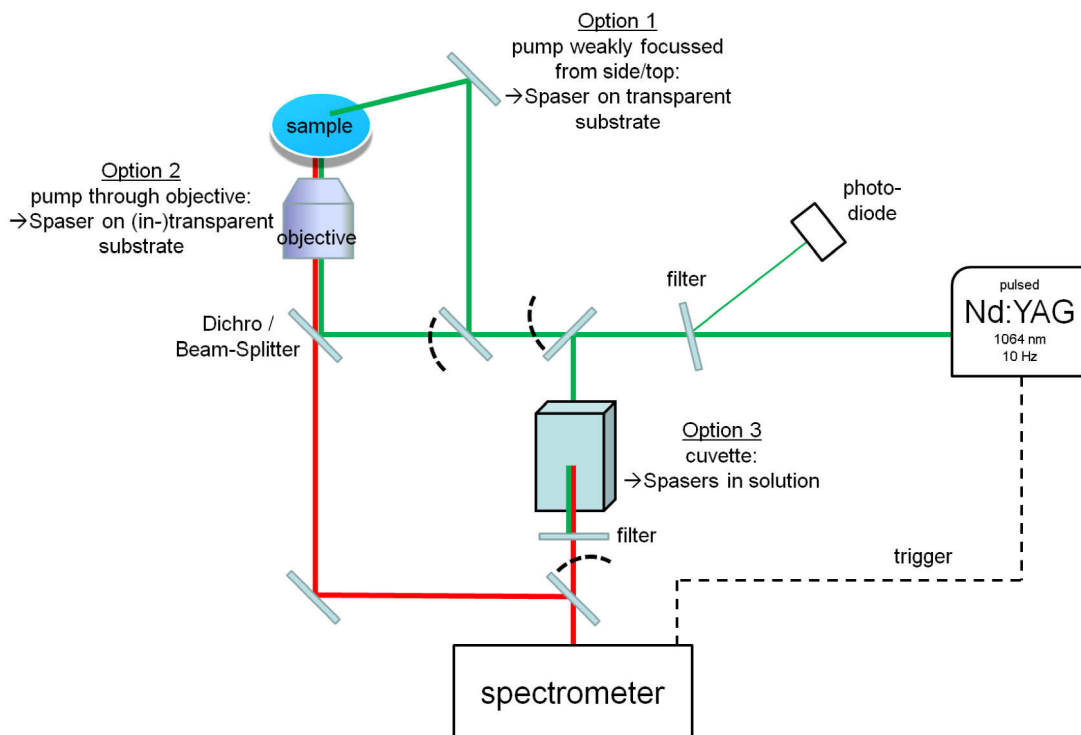 Option 1
pump weakly focussed
from side/top:
→Spaser on transparent
substrate
sample
Option 2
pump through objective:
→Spaser on (in-)transparent
substrate
objective
photo-
diode
filter
pulsed
Nd:YAG
1064 nm
10 Hz
Dichro /
Beam-Splitter
Option 3
cuvette:
→Spasers in solution
filter
trigger
spectrometer